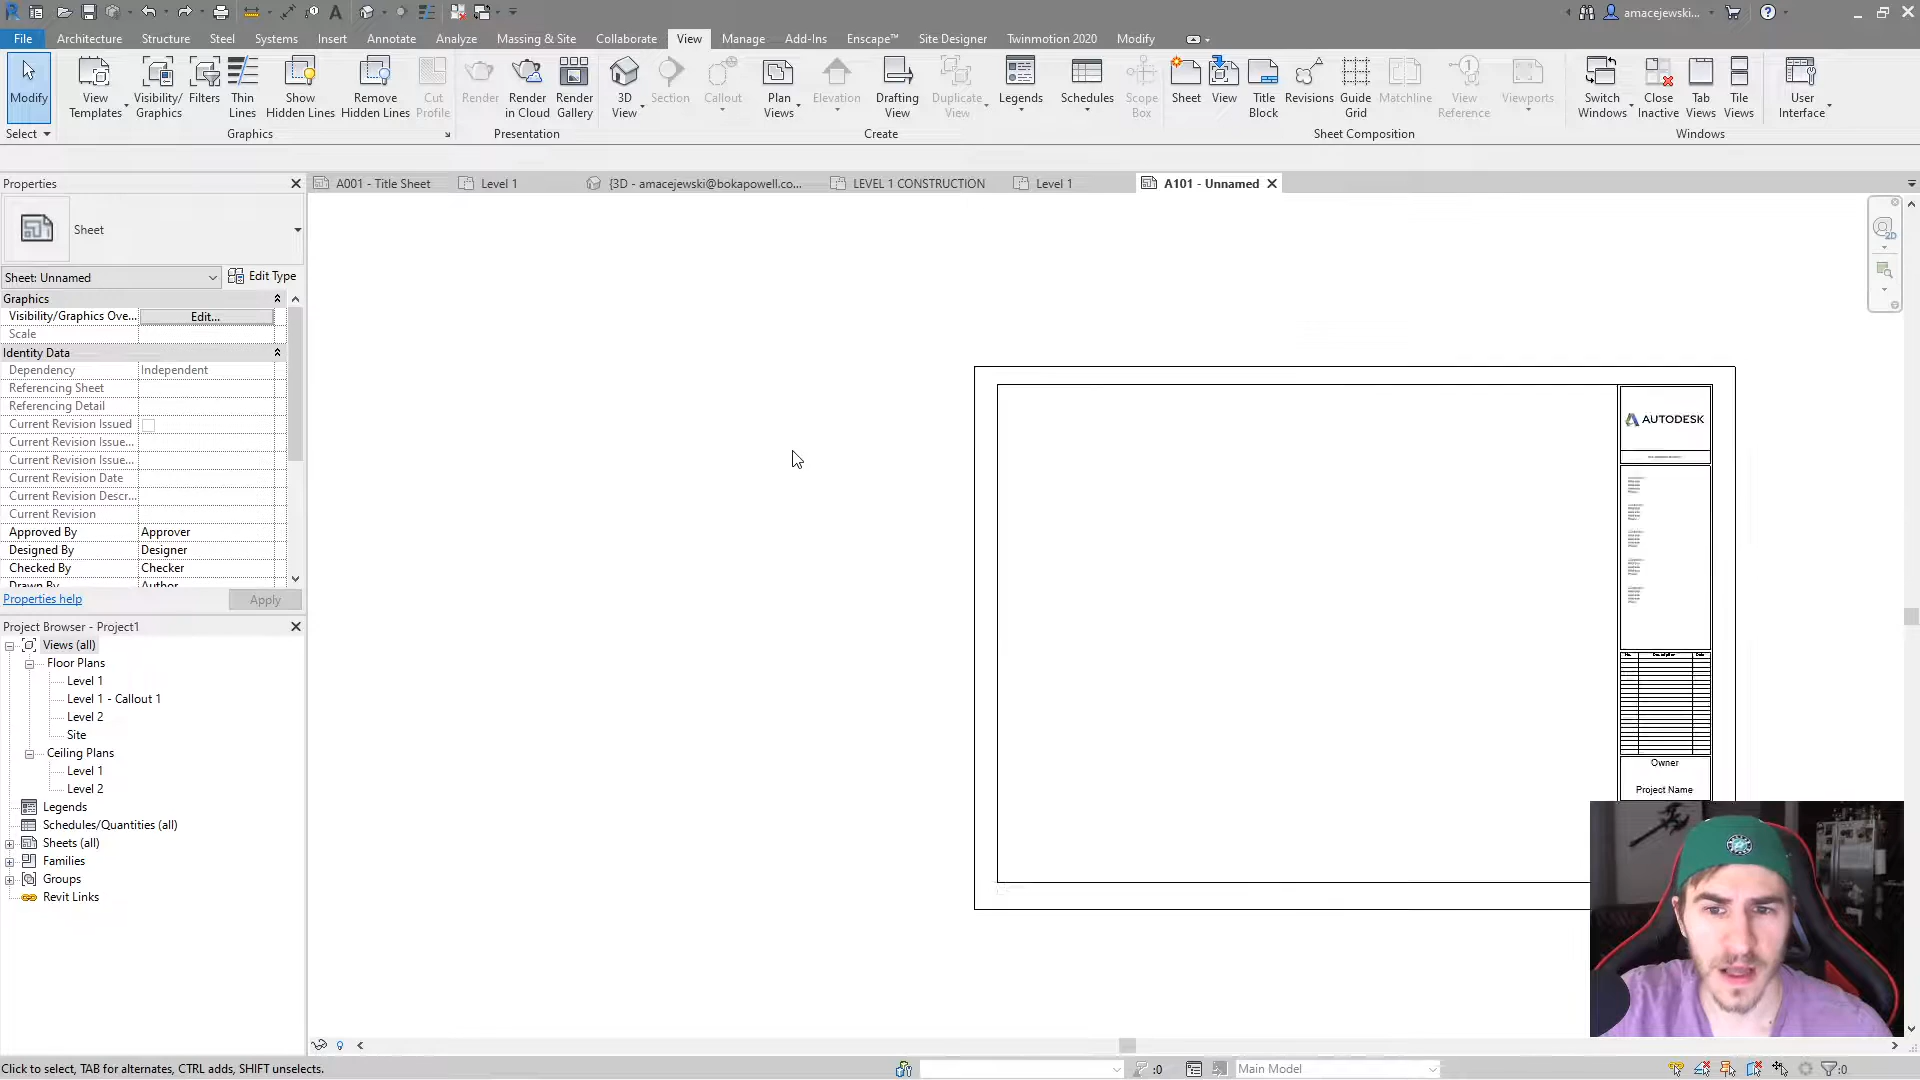 amacejewski...
File Architecture Structure Steel Systems Insert Annotate Analyze Massing & Site Collaborate View Manage Add-Ins Enscape™ Site Designer Twinmotion 2020 Modify
Modify
View Templates
Visibility/ Graphics
Filters
Thin Lines
Show Hidden Lines
Remove Hidden Lines
Cut Profile
Render
Render in Cloud
Render Gallery
3D View
Section
Callout
Plan Views
Elevation
Drafting View
Duplicate View
Legends
Schedules
Scope Box
Sheet
View
Title Block
Revisions
Guide Grid
Matchline
View Reference
Viewports
Switch Windows
Close Inactive
Tab Views
Tile Views
User Interface
Select Graphics Presentation Create Sheet Composition Windows
Properties
A001 - Title Sheet
Level 1
{3D - amacejewski@bokapowell.co...
LEVEL 1 CONSTRUCTION
Level 1
A101 - Unnamed
Sheet
Sheet: Unnamed
Edit Type
Graphics
Visibility/Graphics Ove... Edit...
Scale
Identity Data
Dependency Independent
Referencing Sheet
Referencing Detail
Current Revision Issued
Current Revision Issue...
Current Revision Issue...
Current Revision Date
Current Revision Descr...
Current Revision
Approved By Approver
Designed By Designer
Checked By Checker
Drawn By Author
Properties help
Apply
Project Browser - Project1
Views (all)
Floor Plans
Level 1
Level 1 - Callout 1
Level 2
Site
Ceiling Plans
Level 1
Level 2
Legends
Schedules/Quantities (all)
Sheets (all)
Families
Groups
Revit Links
AUTODESK
No. Description Date
Owner
Project Name
2D
Click to select, TAB for alternates, CTRL adds, SHIFT unselects.
:0
Main Model
:0